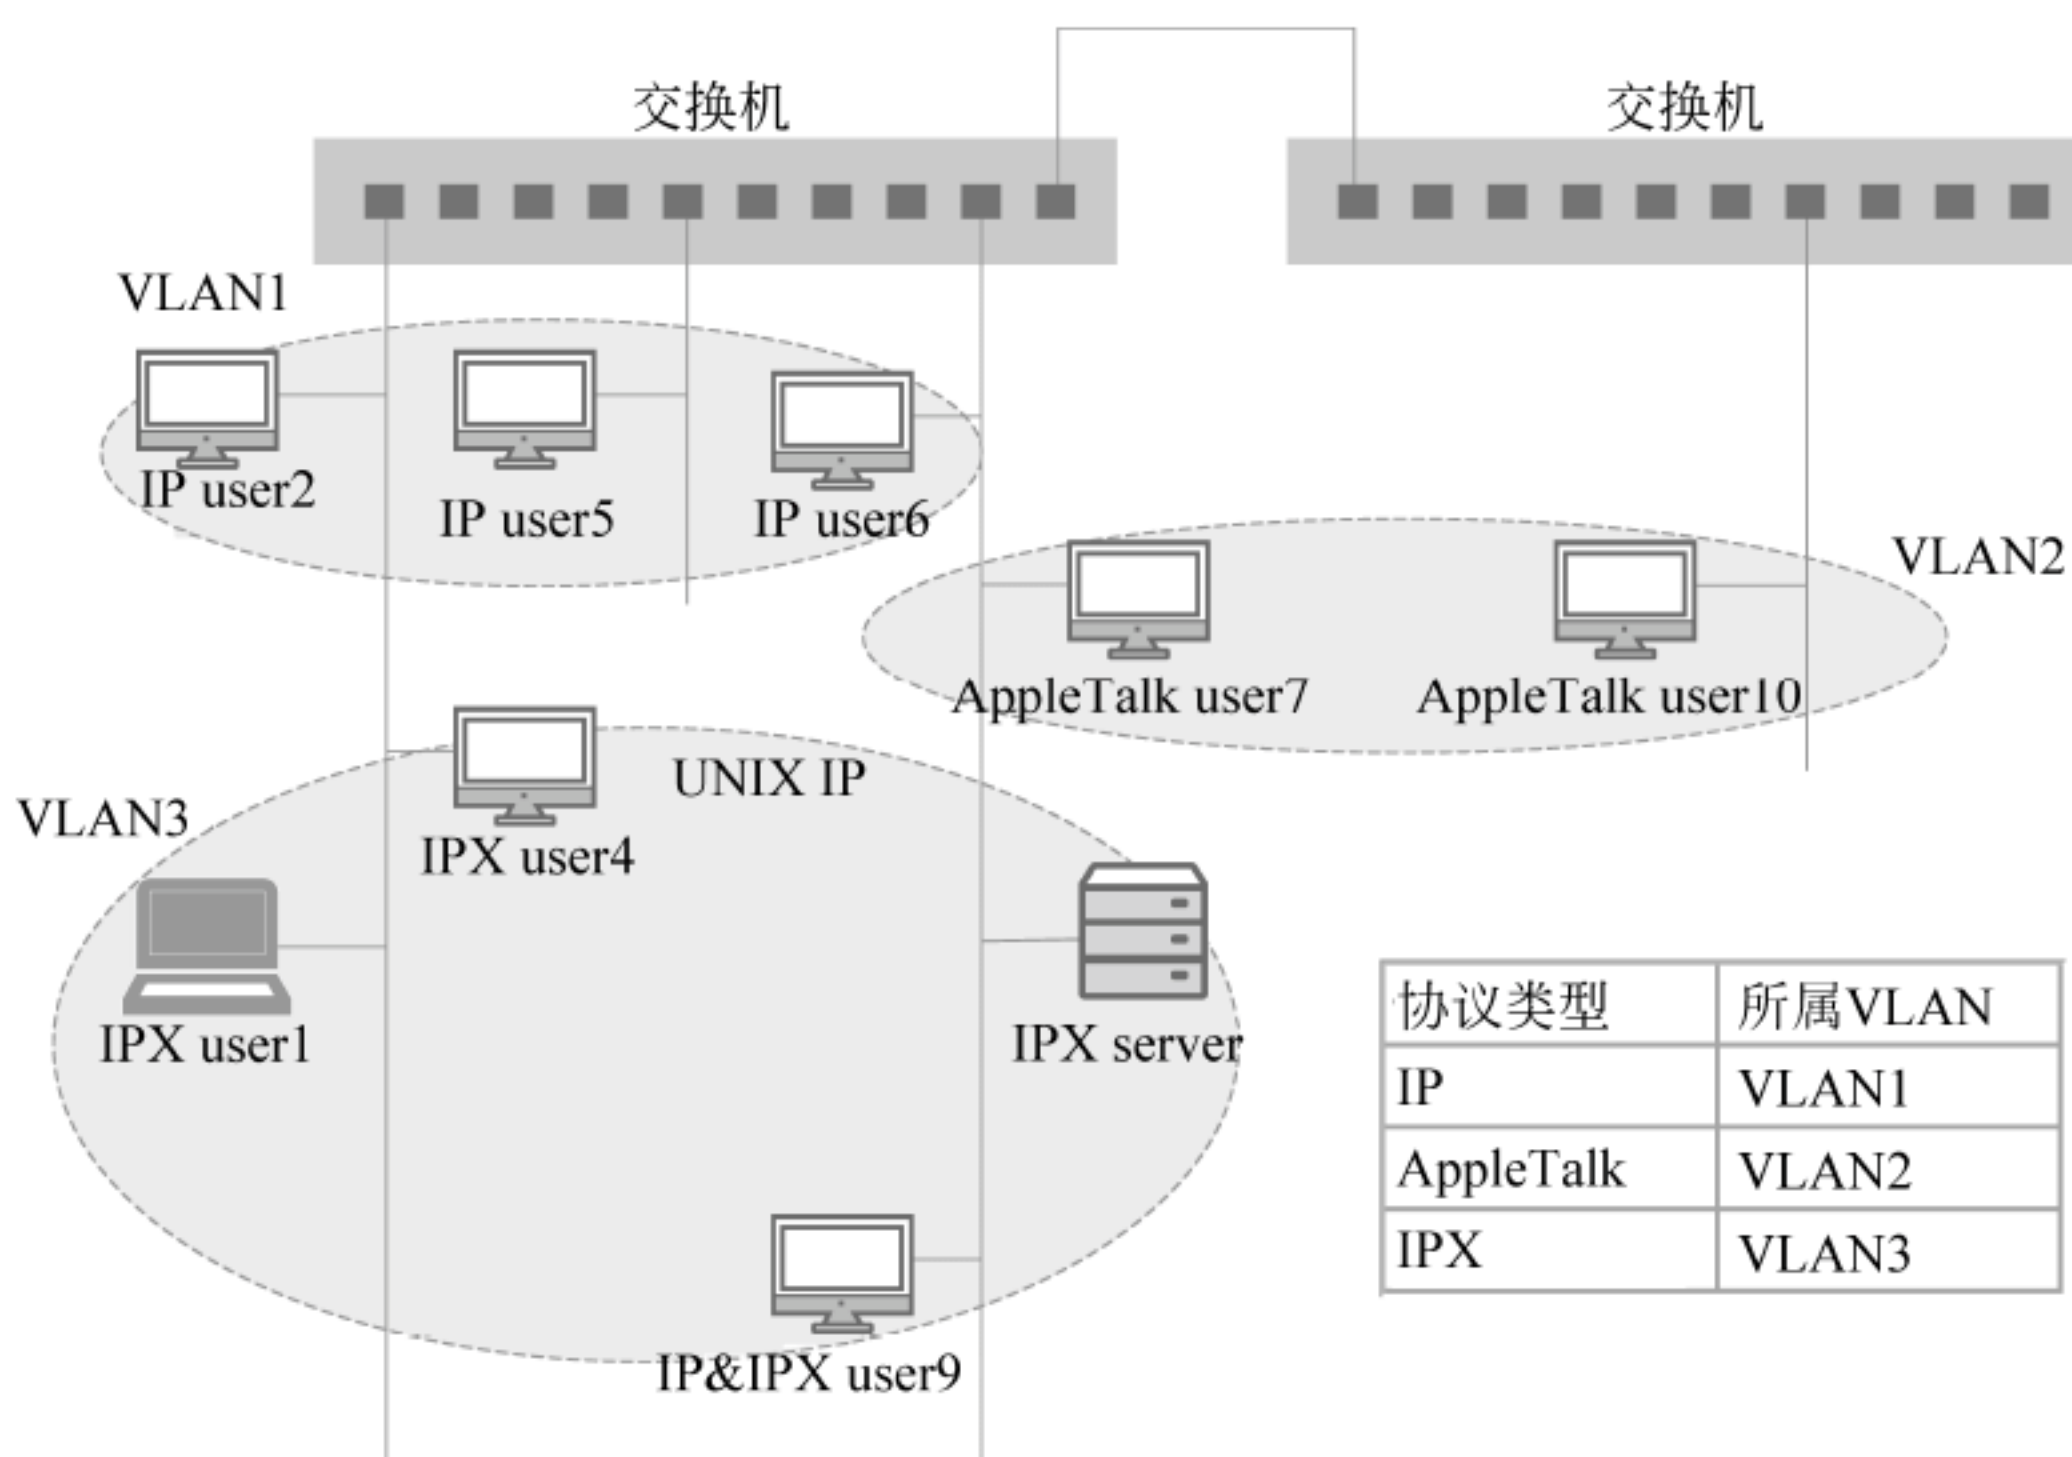 交换机
交换机
VLAN1
IP user2
IP user5
IP user6
VLAN2
AppleTalk user7
AppleTalk user10
UNIX IP
VLAN3
IPX user4
IPX user1
IPX server
IP&IPX user9
协议类型 所属VLAN
IP VLAN1
AppleTalk VLAN2
IPX VLAN3